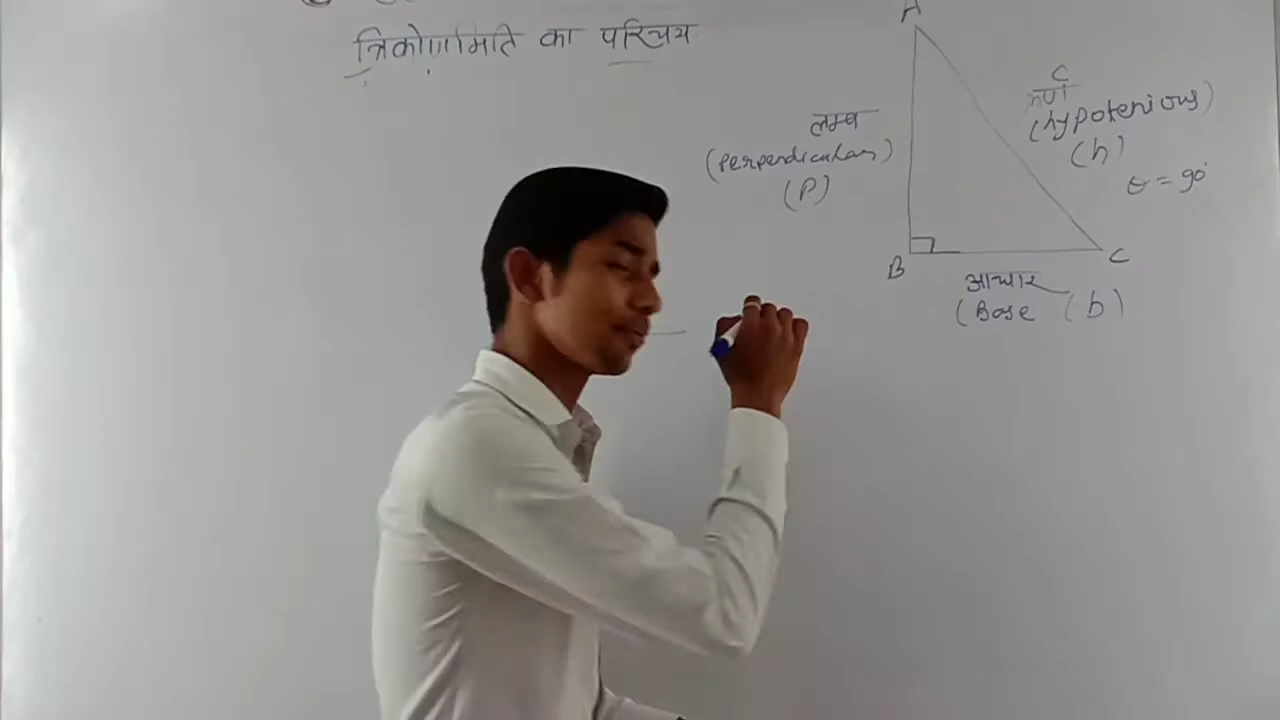 त्रिकोणमिति का परिचय
A
लम्ब
(perpendicular)
(P)
C
कर्ण
(hypotenious)
(h)
θ = 90°
B
C
आधार
(Base (b)